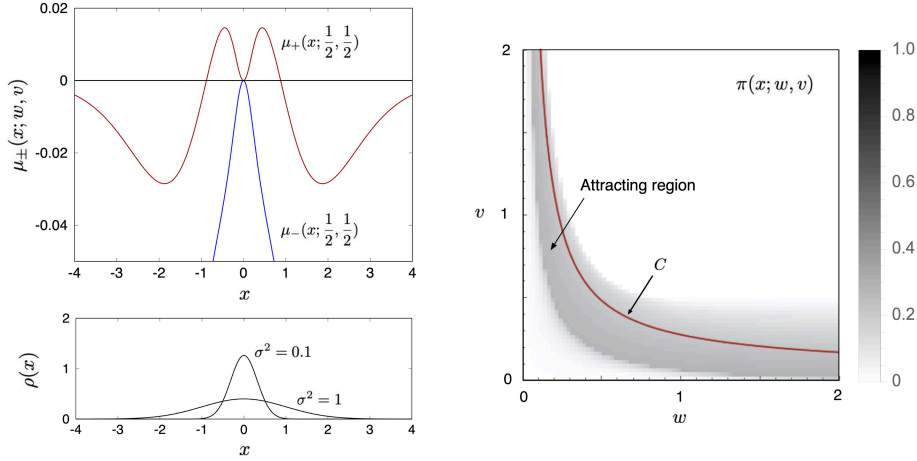 0.02
0
-0.02
-0.04
μ±(x; w, v)
μ₊(x; 1/2, 1/2)
μ₋(x; 1/2, 1/2)
-4 -3 -2 -1 0 1 2 3 4
x
2
1
0
ρ(x)
σ² = 0.1
σ² = 1
-4 -3 -2 -1 0 1 2 3 4
x
2
1
0
v
π(x; w, v)
Attracting region
C
0 1 2
w
1.0
0.8
0.6
0.4
0.2
0